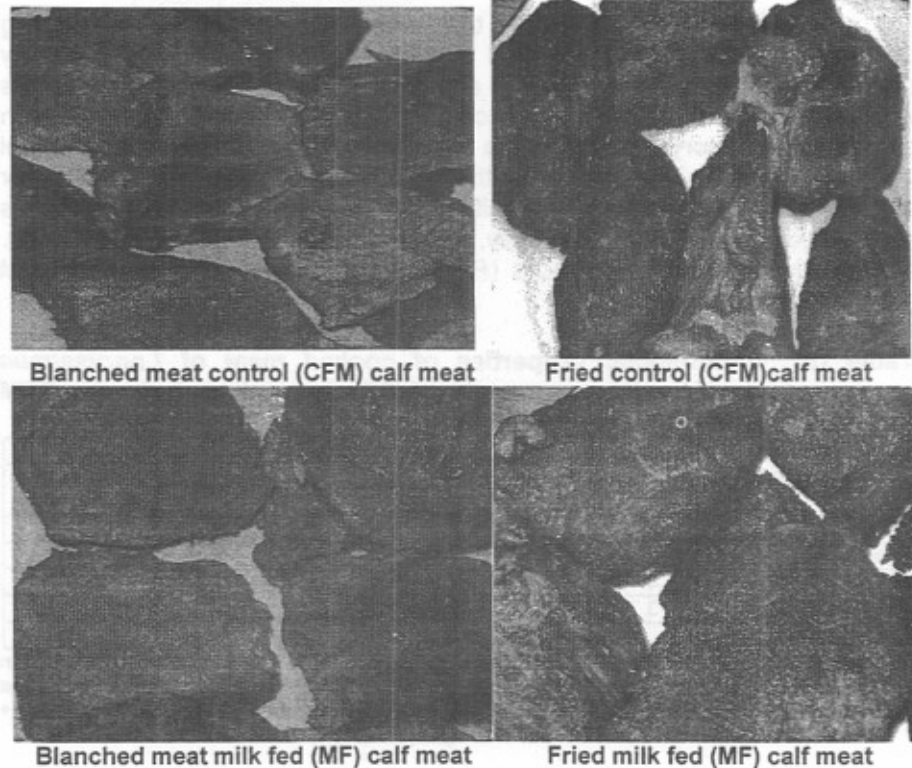 Blanched meat control (CFM) calf meat
Fried control (CFM)calf meat
Blanched meat milk fed (MF) calf meat
Fried milk fed (MF) calf meat